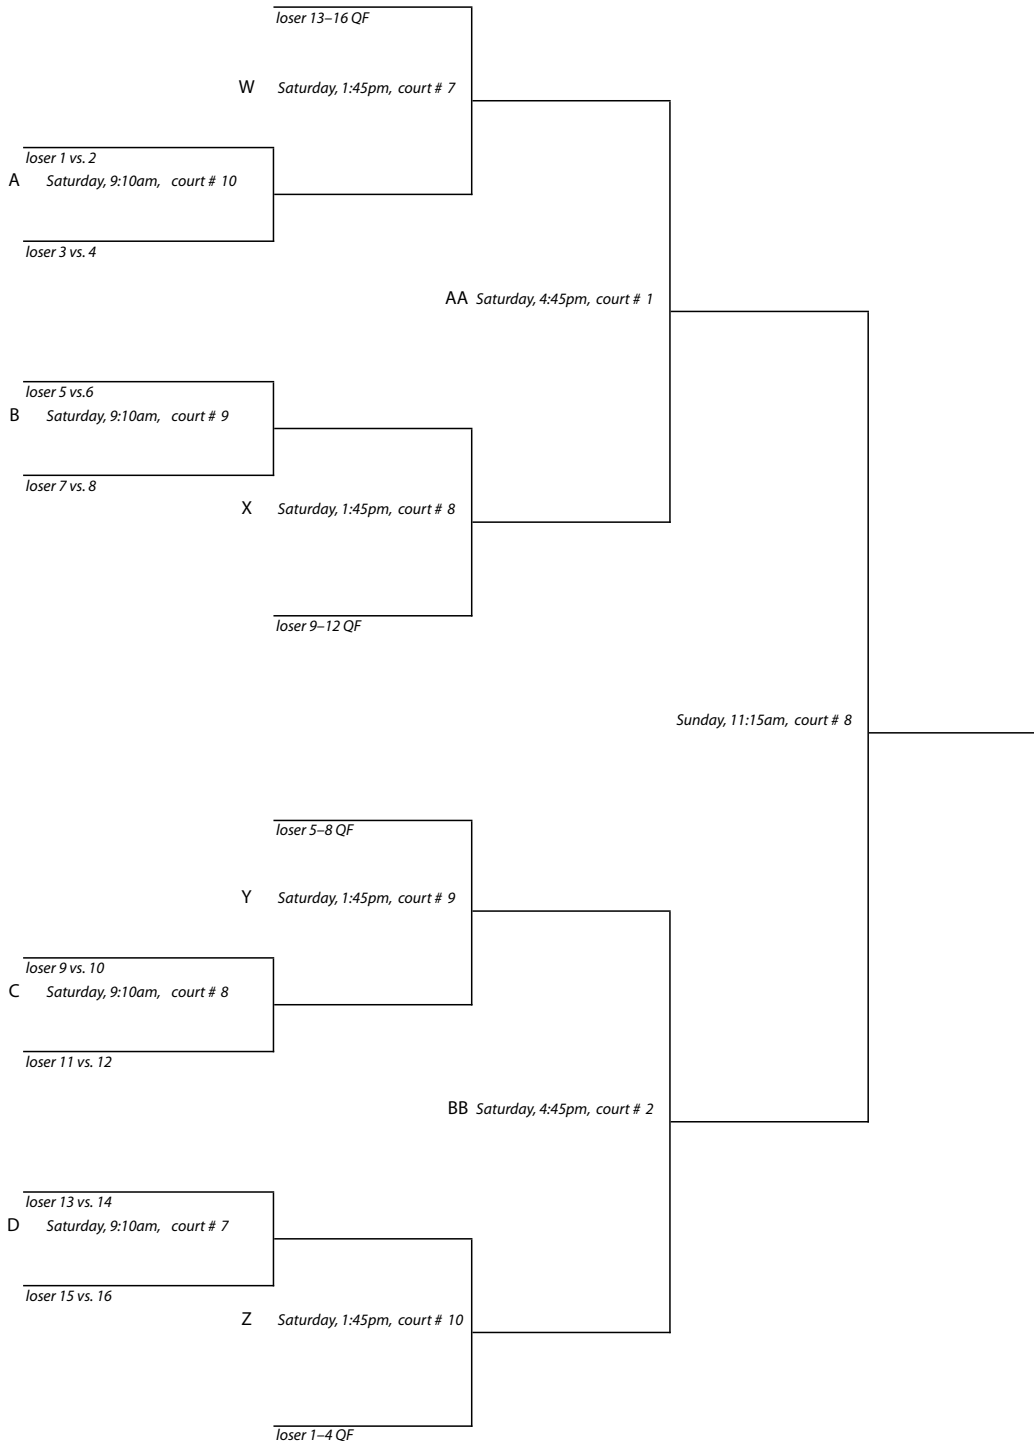 loser 13–16 QF
W Saturday, 1:45pm, court # 7
loser 1 vs. 2
A Saturday, 9:10am, court # 10
loser 3 vs. 4
AA Saturday, 4:45pm, court # 1
loser 5 vs.6
B Saturday, 9:10am, court # 9
loser 7 vs. 8
X Saturday, 1:45pm, court # 8
loser 9–12 QF
Sunday, 11:15am, court # 8
loser 5–8 QF
Y Saturday, 1:45pm, court # 9
loser 9 vs. 10
C Saturday, 9:10am, court # 8
loser 11 vs. 12
BB Saturday, 4:45pm, court # 2
loser 13 vs. 14
D Saturday, 9:10am, court # 7
loser 15 vs. 16
Z Saturday, 1:45pm, court # 10
loser 1–4 QF